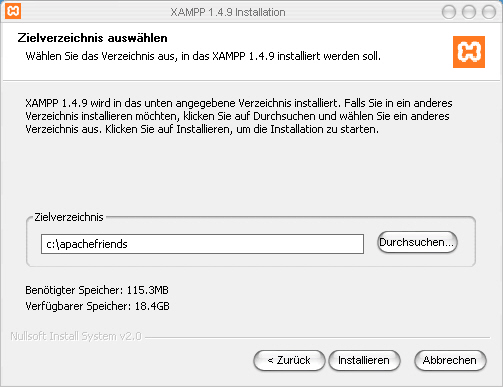 XAMPP 1.4.9 Installation
Zielverzeichnis auswählen
Wählen Sie das Verzeichnis aus, in das XAMPP 1.4.9 installiert werden soll.
XAMPP 1.4.9 wird in das unten angegebene Verzeichnis installiert. Falls Sie in ein anderes
Verzeichnis installieren möchten, klicken Sie auf Durchsuchen und wählen Sie ein anderes
Verzeichnis aus. Klicken Sie auf Installieren, um die Installation zu starten.
Zielverzeichnis
c:\apachefriends
Durchsuchen...
Benötigter Speicher: 115.3MB
Verfügbarer Speicher: 18.4GB
Nullsoft Install System v2.0
< Zurück
Installieren
Abbrechen